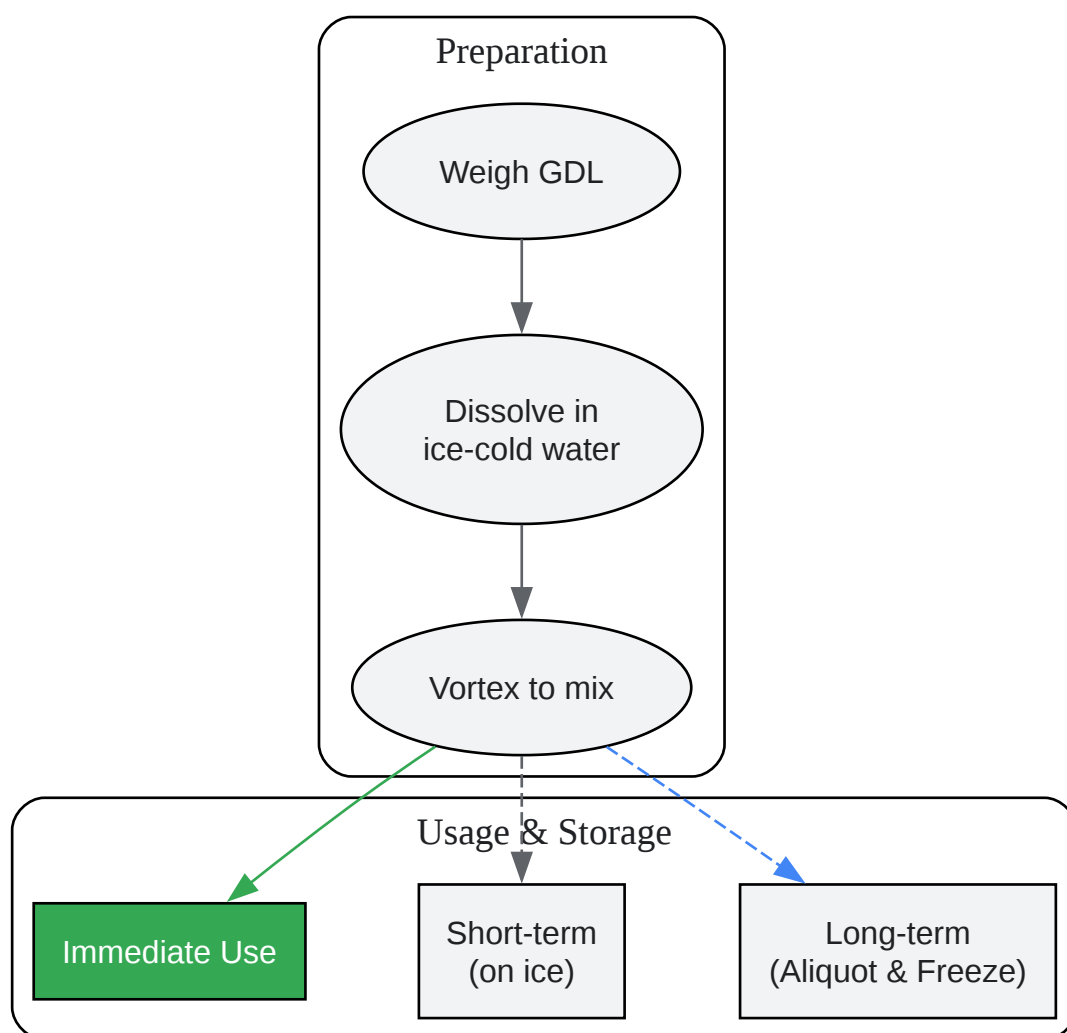 Preparation
Weigh GDL
Dissolve in
ice-cold water
Vortex to mix
Usage & Storage
Immediate Use
Short-term
(on ice)
Long-term
(Aliquot & Freeze)